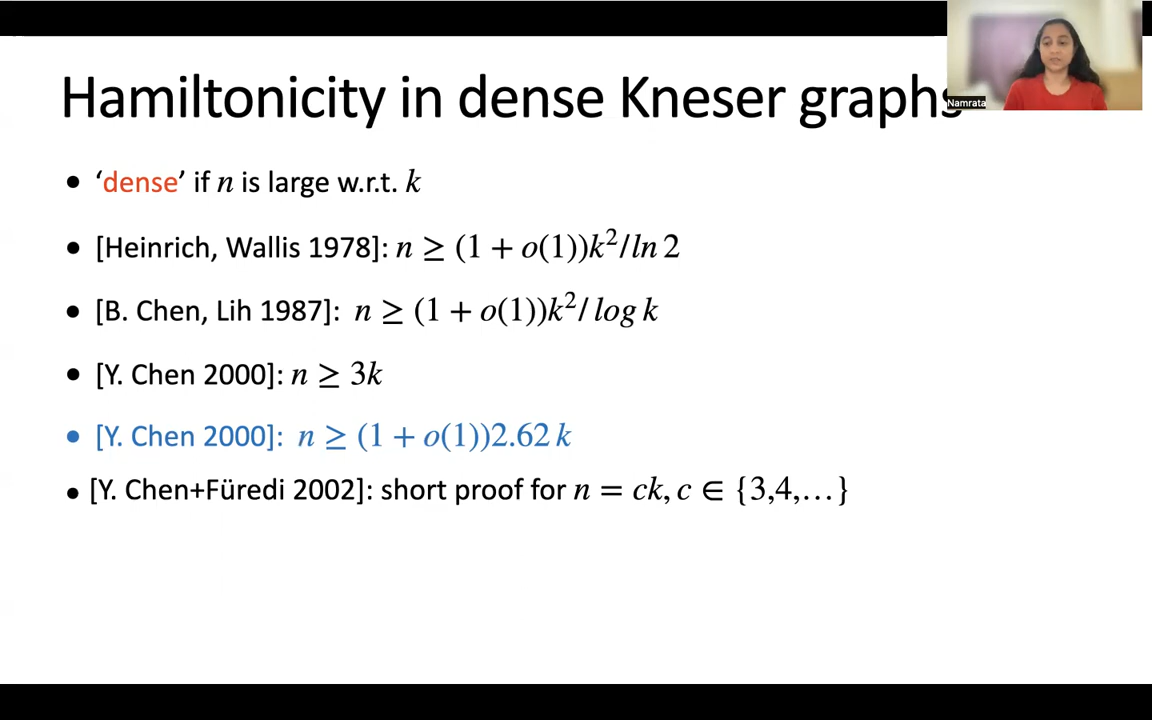 Hamiltonicity in dense Kneser graphs
Namrata
• ‘dense’ if n is large w.r.t. k
• [Heinrich, Wallis 1978]: n ≥ (1 + o(1))k²/ln 2
• [B. Chen, Lih 1987]: n ≥ (1 + o(1))k²/log k
• [Y. Chen 2000]: n ≥ 3k
• [Y. Chen 2000]: n ≥ (1 + o(1))2.62 k
• [Y. Chen+Füredi 2002]: short proof for n = ck, c ∈ {3,4,…}